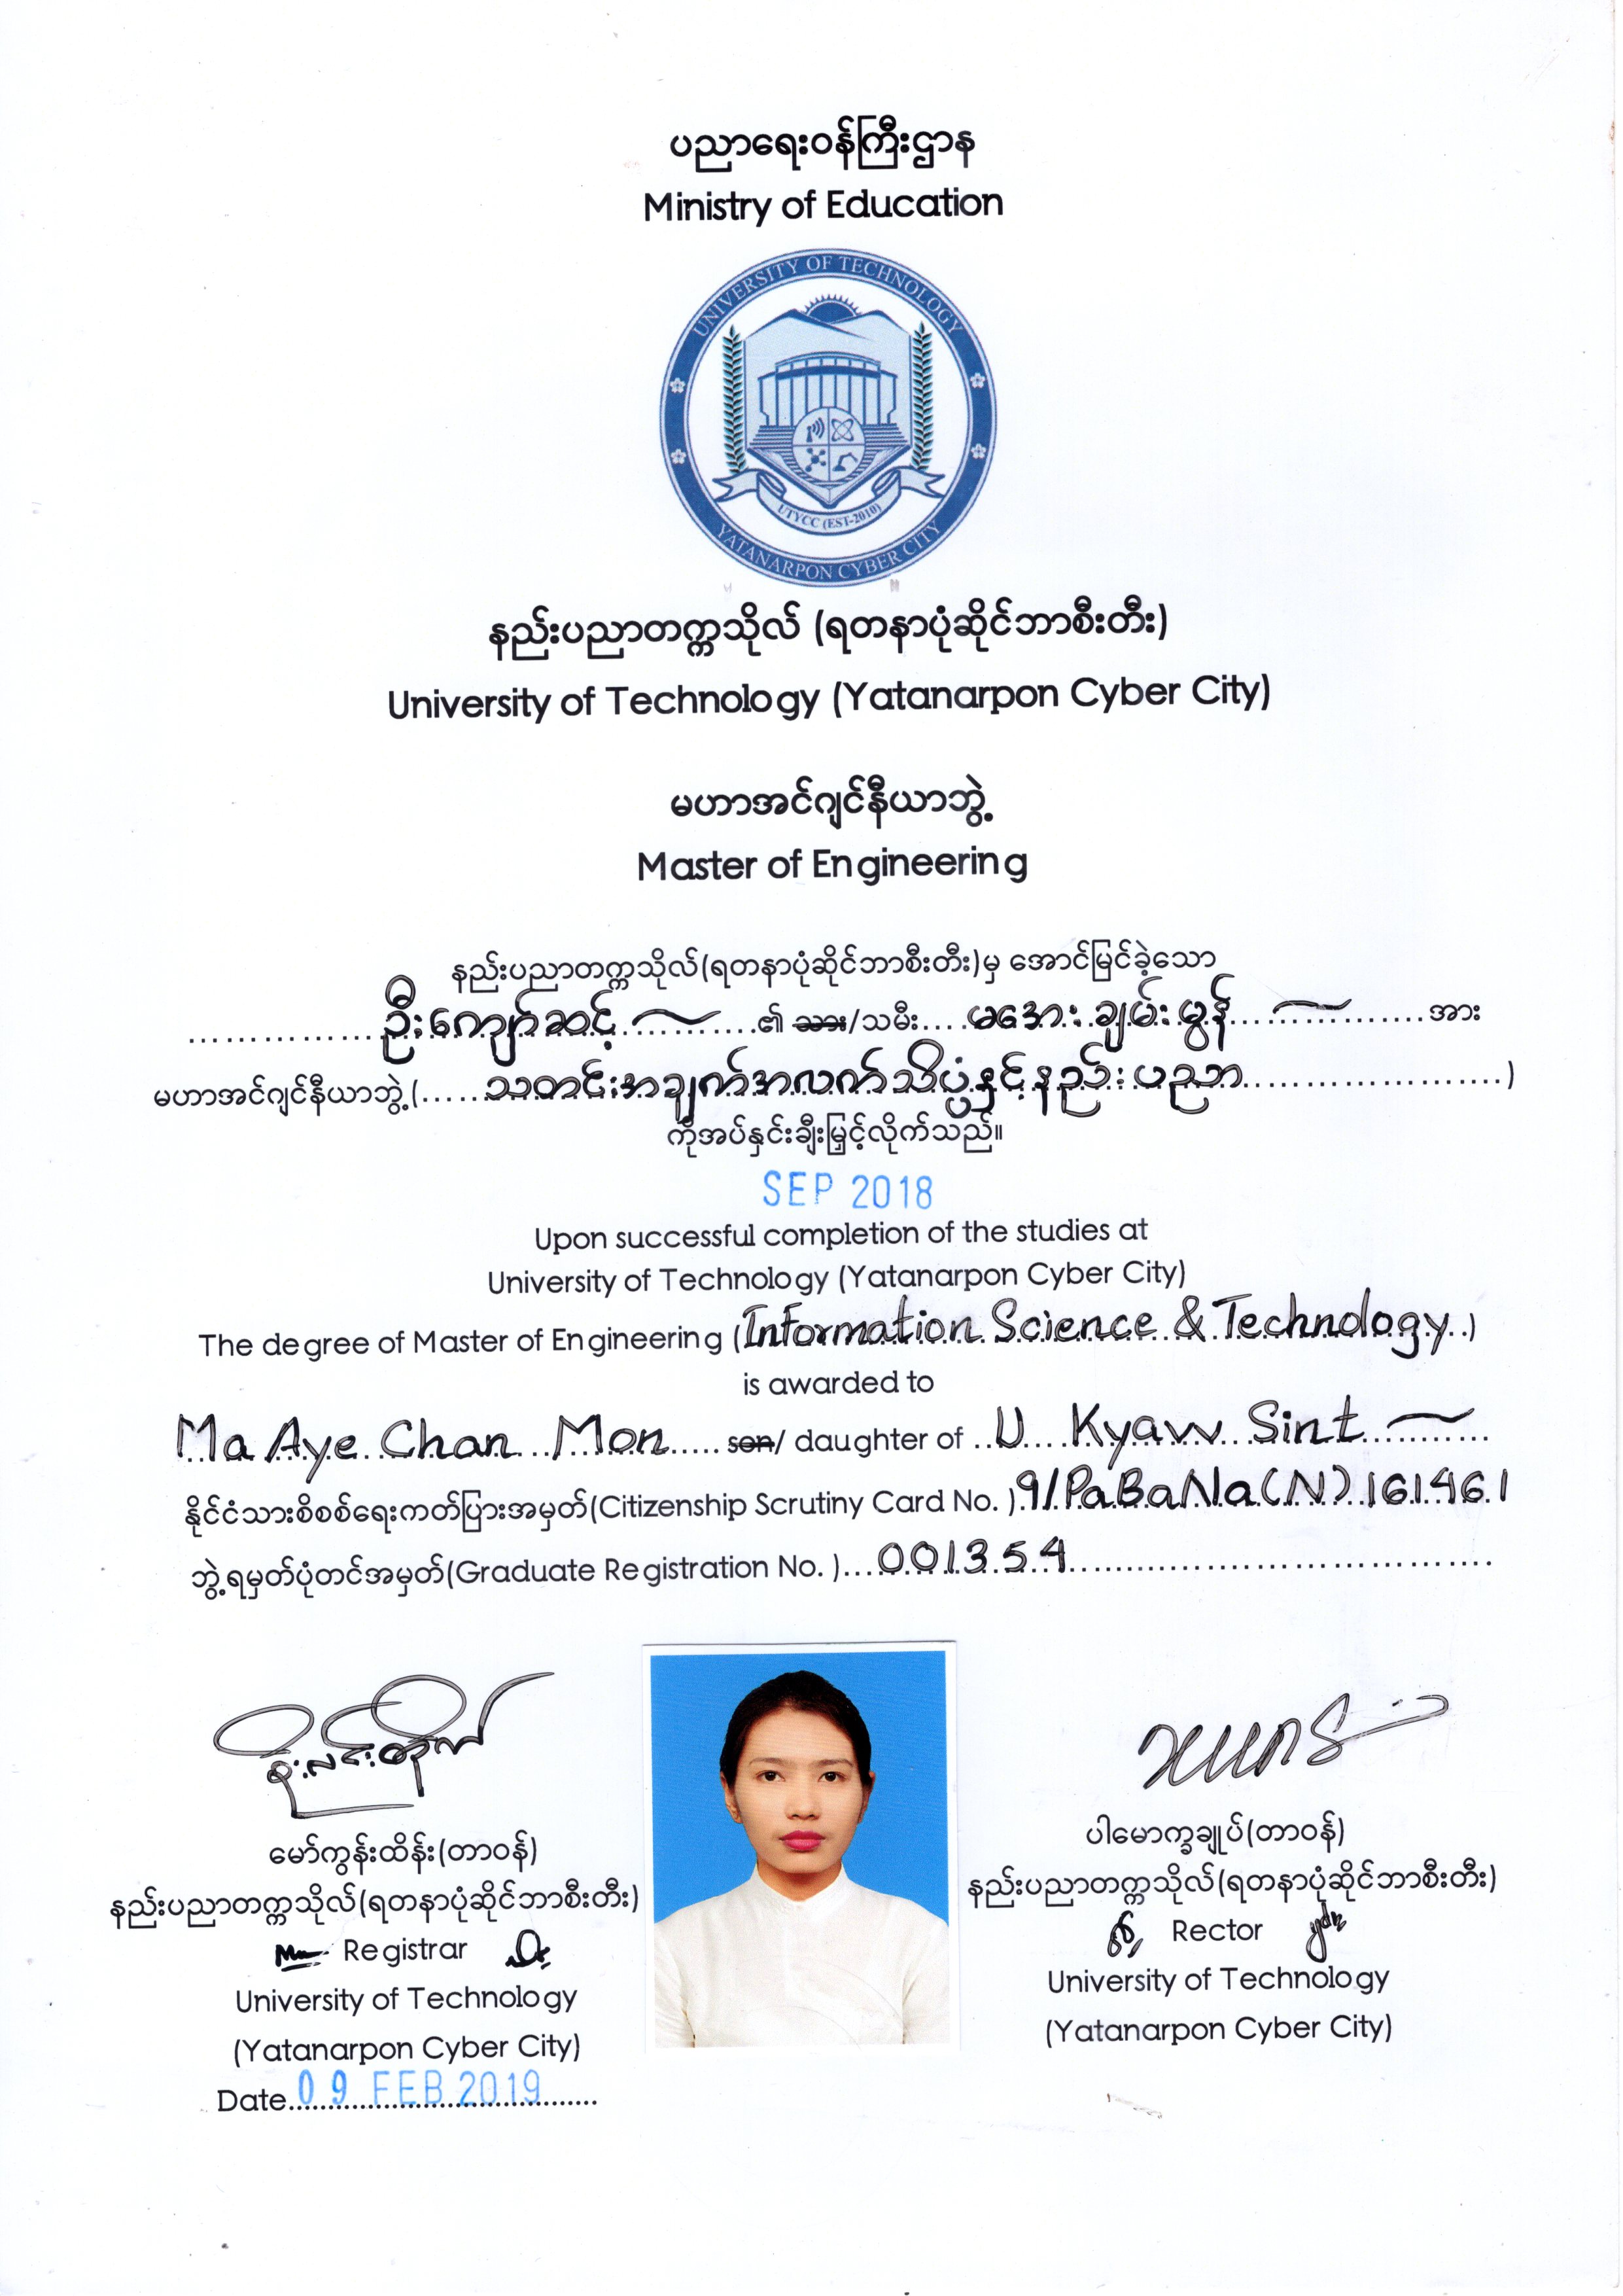 ပညာရေးဝန်ကြီးဌာန
Ministry of Education
UNIVERSITY OF TECHNOLOGY
UTYCC (EST-2010)
YATANARPON CYBER CITY
နည်းပညာတက္ကသိုလ် (ရတနာပုံဆိုင်ဘာစီးတီး)
University of Technology (Yatanarpon Cyber City)
မဟာအင်ဂျင်နီယာဘွဲ့
Master of Engineering
နည်းပညာတက္ကသိုလ်(ရတနာပုံဆိုင်ဘာစီးတီး)မှ အောင်မြင်ခဲ့သော
ဦးကျော်ဆင့် ၏ သား/သမီး မအေးချမ်းမွန် အား
မဟာအင်ဂျင်နီယာဘွဲ့ (သတင်းအချက်အလက်သိပ္ပံနှင့်နည်းပညာ)
ကိုအပ်နှင်းချီးမြှင့်လိုက်သည်။
SEP 2018
Upon successful completion of the studies at
University of Technology (Yatanarpon Cyber City)
The degree of Master of Engineering (Information Science & Technology)
is awarded to
Ma Aye Chan Mon son/ daughter of U Kyaw Sint
နိုင်ငံသားစိစစ်ရေးကတ်ပြားအမှတ်(Citizenship Scrutiny Card No. ) 9/PaBaNa(N)161461
ဘွဲ့ရမှတ်ပုံတင်အမှတ်(Graduate Registration No. ) 001354
မော်ကွန်းထိန်း(တာဝန်)
နည်းပညာတက္ကသိုလ်(ရတနာပုံဆိုင်ဘာစီးတီး)
Registrar
University of Technology
(Yatanarpon Cyber City)
Date 09 FEB 2019
ပါမောက္ခချုပ်(တာဝန်)
နည်းပညာတက္ကသိုလ်(ရတနာပုံဆိုင်ဘာစီးတီး)
Rector
University of Technology
(Yatanarpon Cyber City)